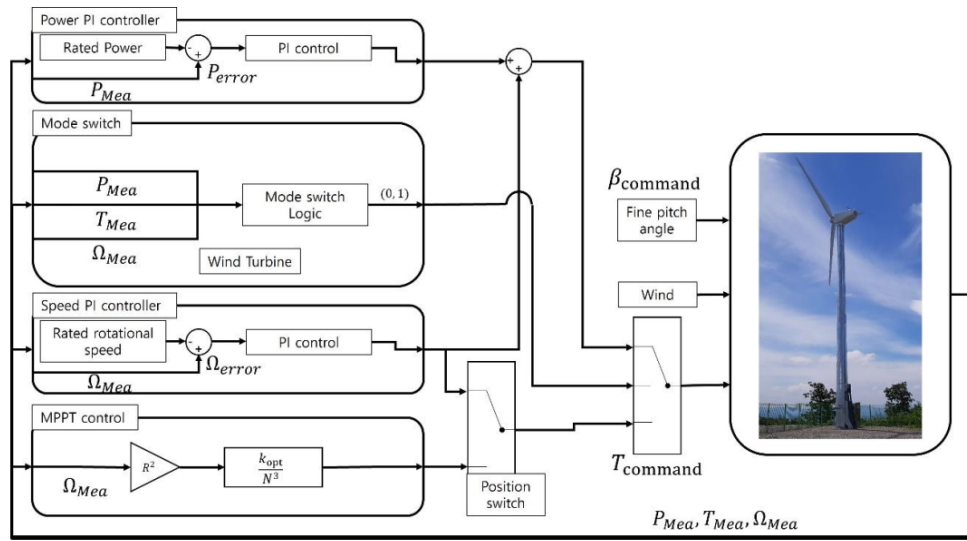 Power PI controller
Rated Power
-
+
PI control
P_error
P_Mea
+
+
Mode switch
P_Mea
T_Mea
Ω_Mea
Mode switch
Logic
(0, 1)
Wind Turbine
β_command
Fine pitch
angle
Wind
Speed PI controller
Rated rotational
speed
-
+
PI control
Ω_error
Ω_Mea
MPPT control
R²
k_opt
N³
Ω_Mea
Position
switch
T_command
P_Mea, T_Mea, Ω_Mea